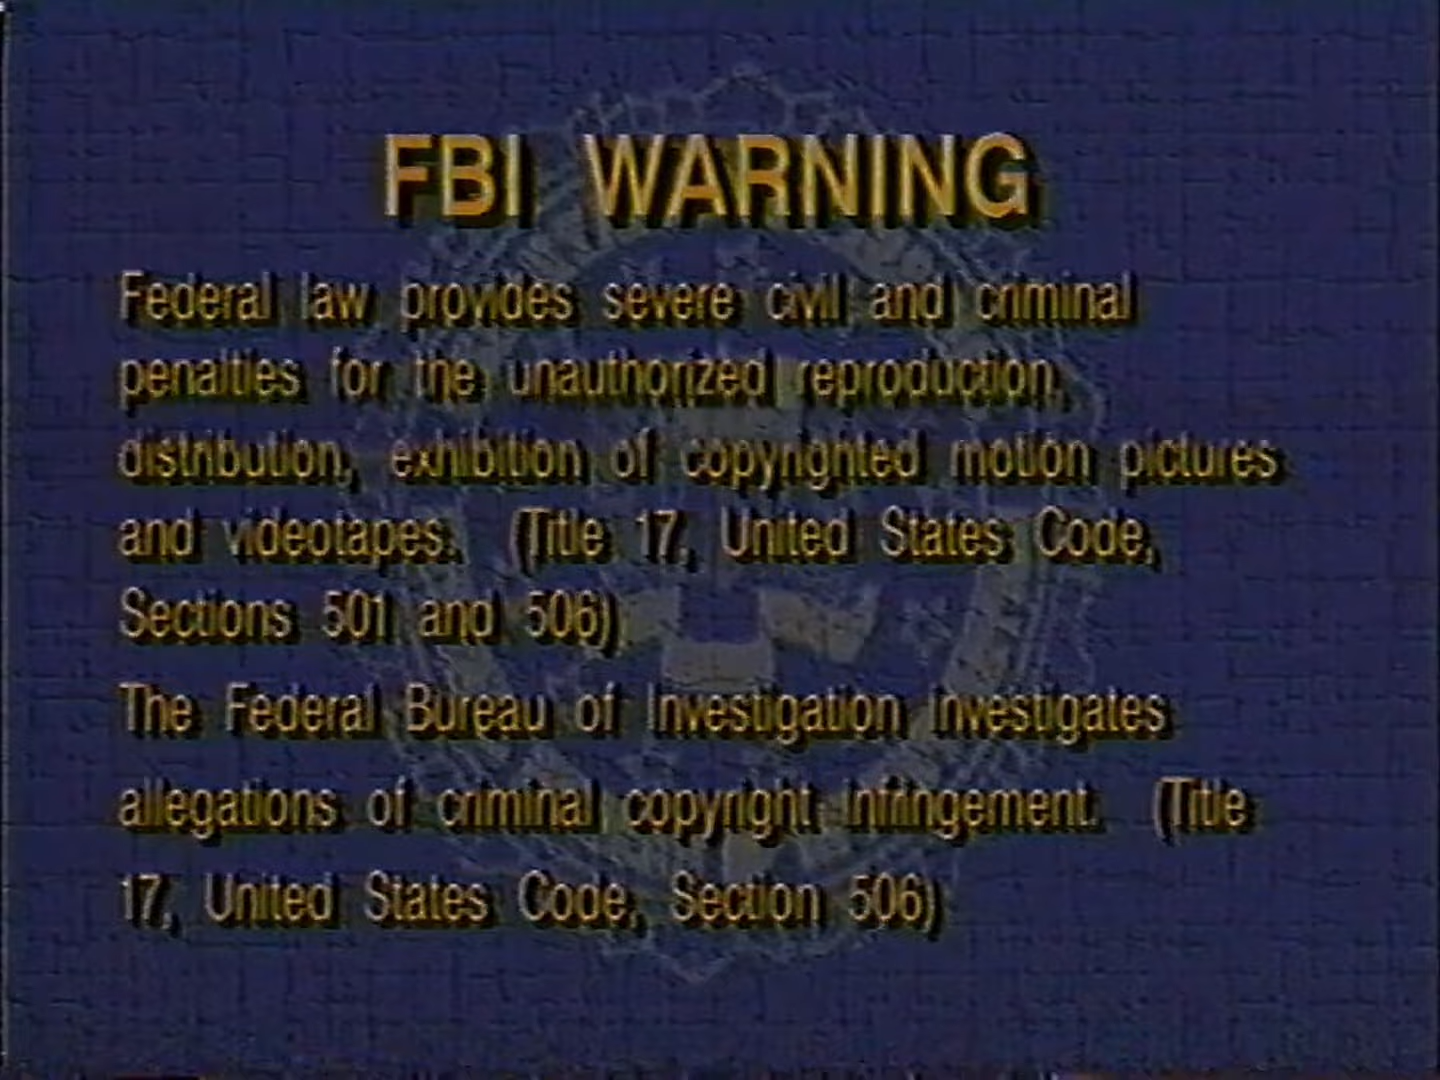 FBI WARNING
Federal law provides severe civil and criminal
penalties for the unauthorized reproduction,
distribution, exhibition of copyrighted motion pictures
and videotapes. (Title 17, United States Code,
Sections 501 and 506)
The Federal Bureau of Investigation investigates
allegations of criminal copyright infringement. (Title
17, United States Code, Section 506)